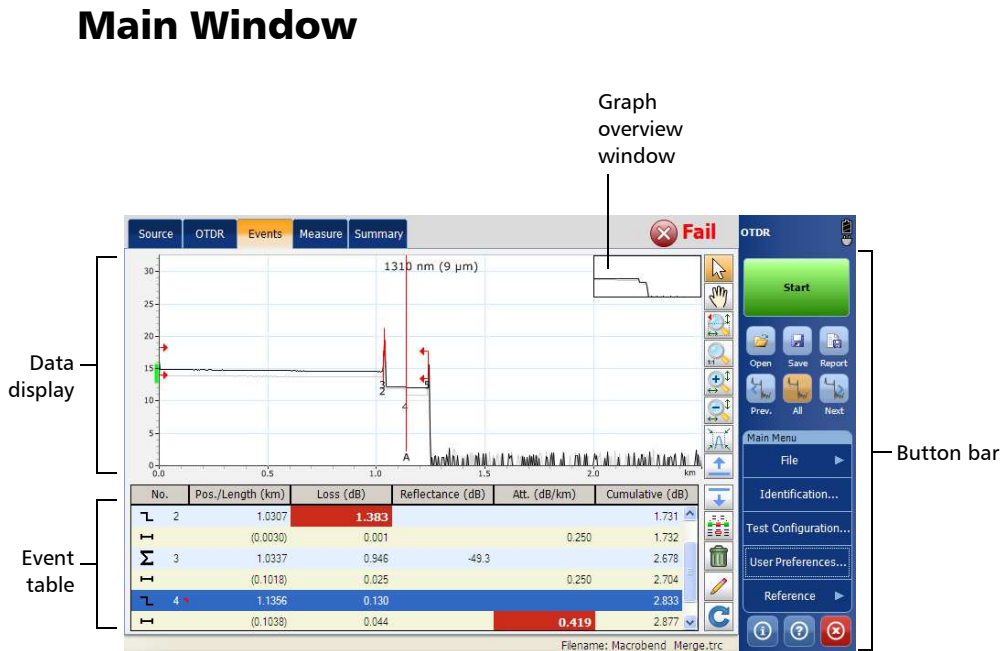 Main Window
Graph
overview
window
Source OTDR Events Measure Summary Fail OTDR
1310 nm (9 µm)
30
25
20
15
10
5
0
0.0 0.5 1.0 1.5 2.0 km
3
2
4
5
A
1:1
Data
display
Start
Open Save Report
Prev. All Next
Main Menu
File
Identification...
Test Configuration...
User Preferences...
Reference
Button bar
Event
table
No. Pos./Length (km) Loss (dB) Reflectance (dB) Att. (dB/km) Cumulative (dB)
2 1.0307 1.383 1.731
(0.0030) 0.001 0.250 1.732
Σ 3 1.0337 0.946 -49.3 2.678
(0.1018) 0.025 0.250 2.704
4 1.1356 0.130 2.833
(0.1038) 0.044 0.419 2.877
Filename: Macrobend Merge.trc